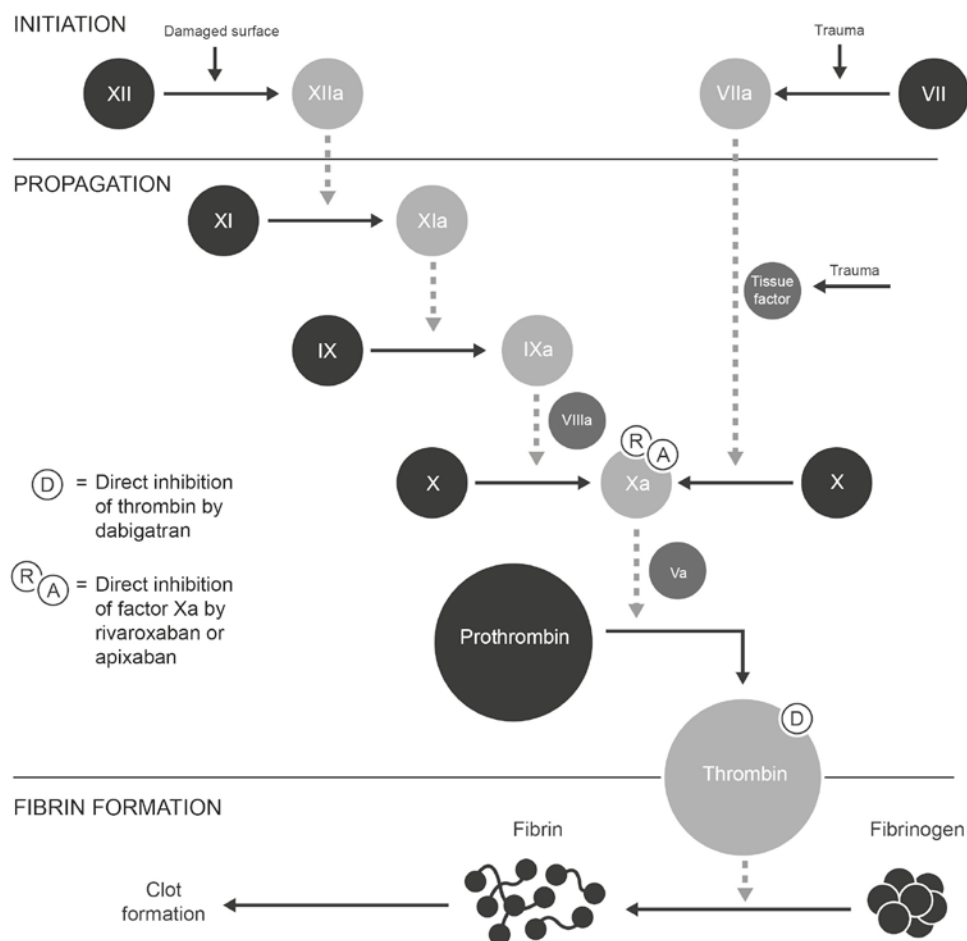 INITIATION
Damaged surface
Trauma
XII
XIIa
VIIa
VII
PROPAGATION
XI
XIa
Tissue
factor
Trauma
IX
IXa
VIIIa
R
A
X
Xa
X
D = Direct inhibition
of thrombin by
dabigatran
Va
R
A = Direct inhibition
of factor Xa by
rivaroxaban or
apixaban
Prothrombin
D
Thrombin
FIBRIN FORMATION
Fibrin
Fibrinogen
Clot
formation